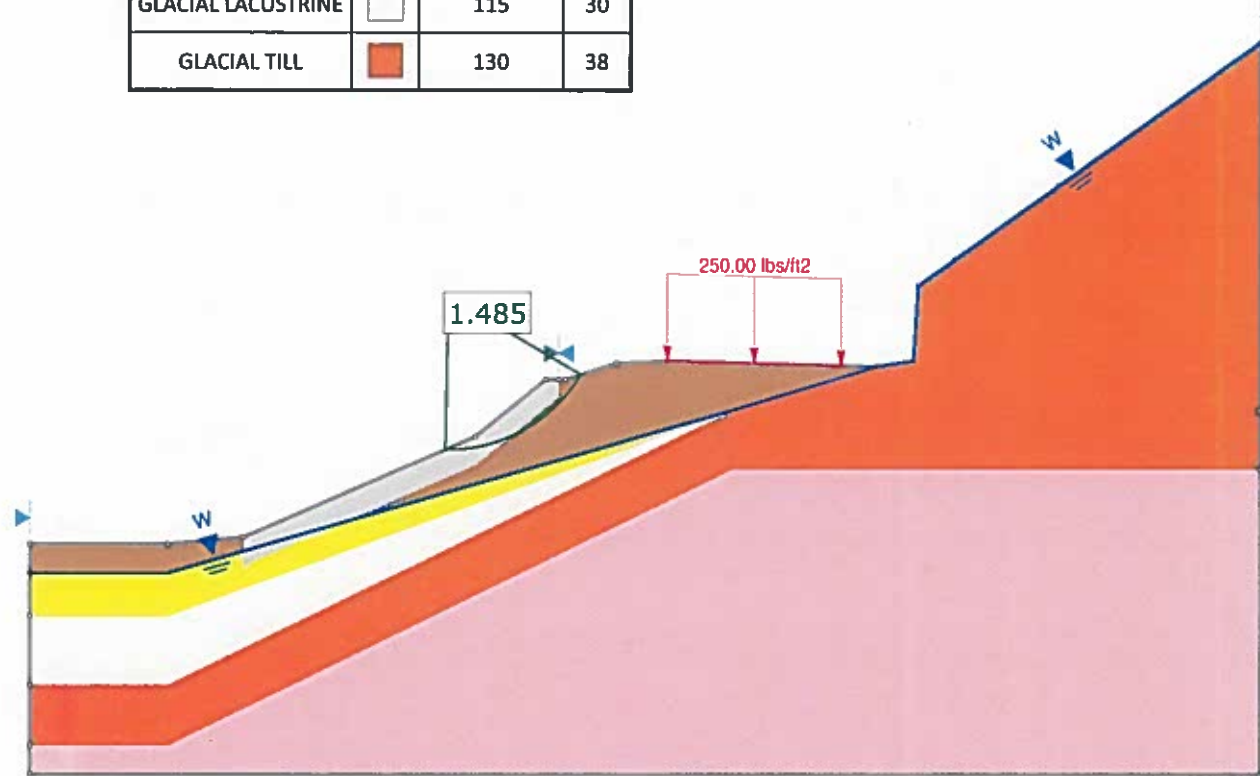 GLACIAL LACUSTRINE 115 30
GLACIAL TILL 130 38
W
250.00 lbs/ft2
1.485
W